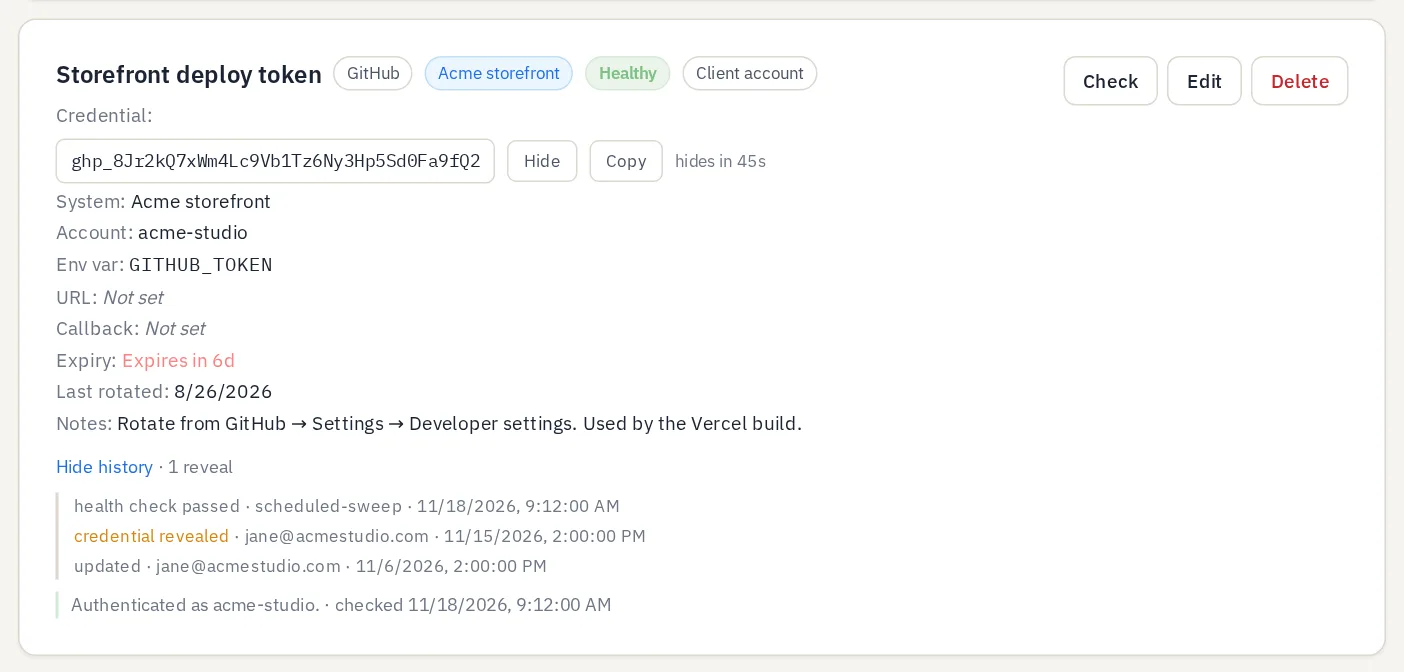 Storefront deploy token GitHub Acme storefront Healthy Client account Check Edit Delete
Credential:
ghp_8Jr2kQ7xWm4Lc9Vb1Tz6Ny3Hp5Sd0Fa9fQ2 Hide Copy hides in 45s
System: Acme storefront
Account: acme-studio
Env var: GITHUB_TOKEN
URL: Not set
Callback: Not set
Expiry: Expires in 6d
Last rotated: 8/26/2026
Notes: Rotate from GitHub → Settings → Developer settings. Used by the Vercel build.
Hide history · 1 reveal
health check passed · scheduled-sweep · 11/18/2026, 9:12:00 AM
credential revealed · jane@acmestudio.com · 11/15/2026, 2:00:00 PM
updated · jane@acmestudio.com · 11/6/2026, 2:00:00 PM
Authenticated as acme-studio. · checked 11/18/2026, 9:12:00 AM